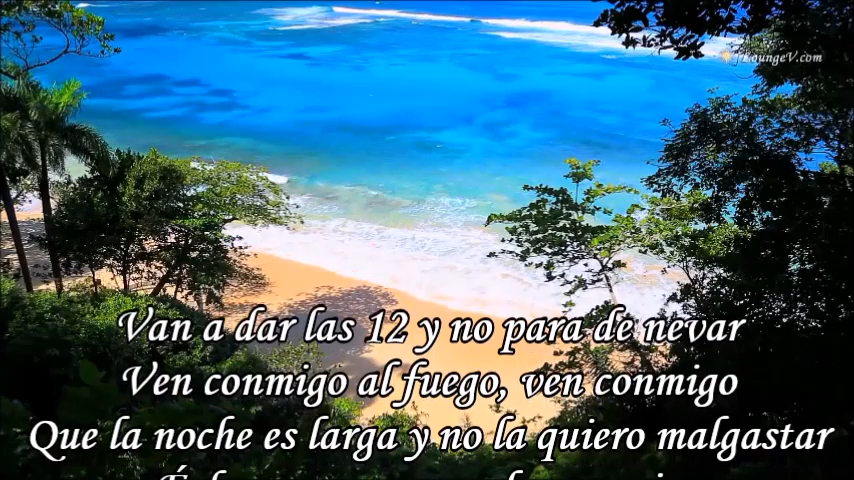 jrLoungeV.com
Van a dar las 12 y no para de nevar
Ven conmigo al fuego, ven conmigo
Que la noche es larga y no la quiero malgastar